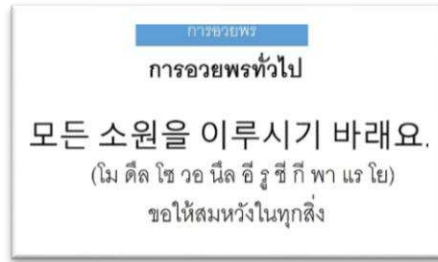 การอวยพร
การอวยพรทั่วไป
모든 소원을 이루시기 바래요.
(โม ดึล โซ วอ นึล อี รู ชี กี พา แร โย)
ขอให้สมหวังในทุกสิ่ง